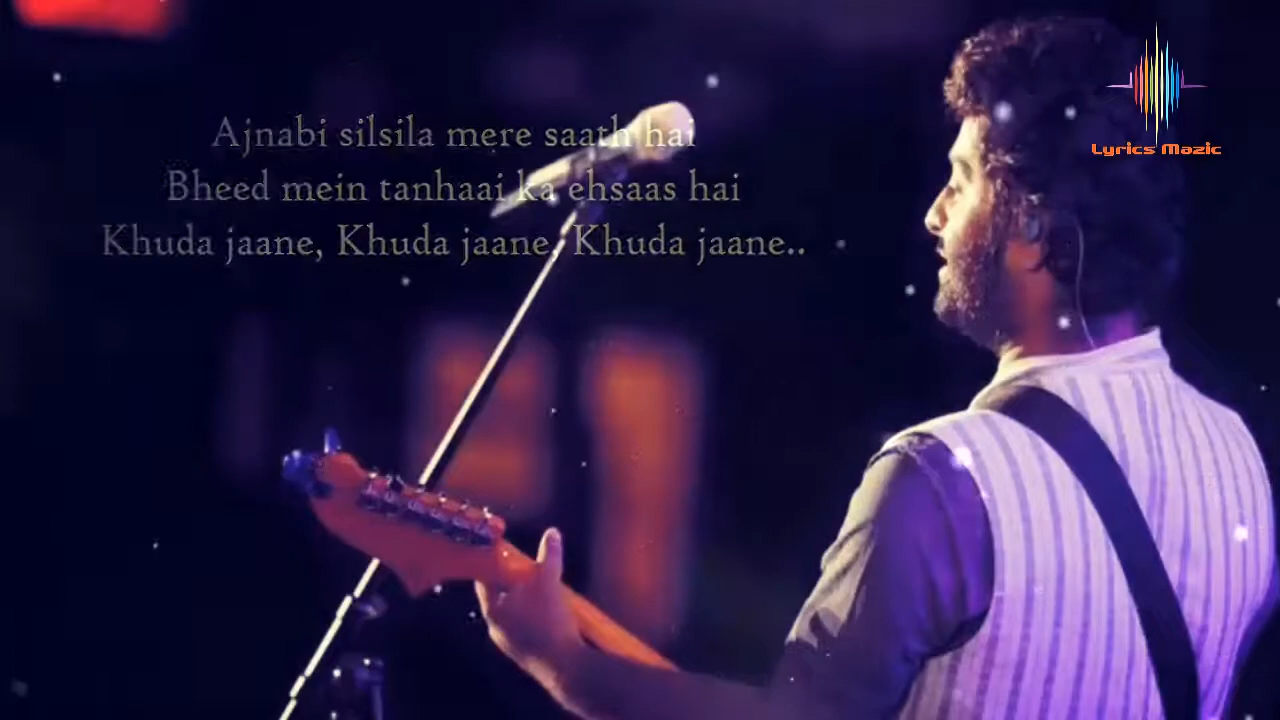 Ajnabi silsila mere saath hai
Bheed mein tanhaai ka ehsaas hai
Khuda jaane, Khuda jaane, Khuda jaane..
Lyrics Mazic